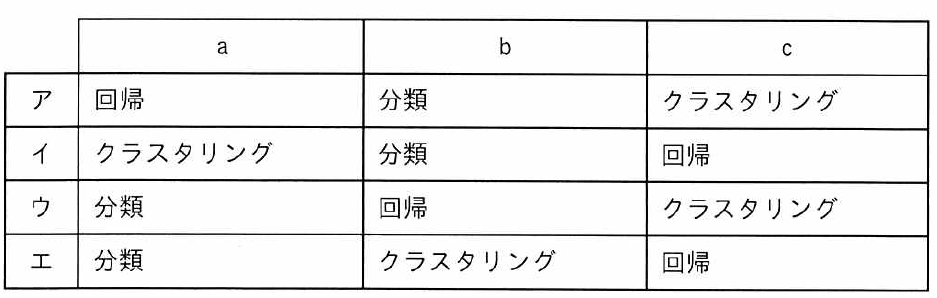 a b c
ア 回帰 分類 クラスタリング
イ クラスタリング 分類 回帰
ウ 分類 回帰 クラスタリング
エ 分類 クラスタリング 回帰